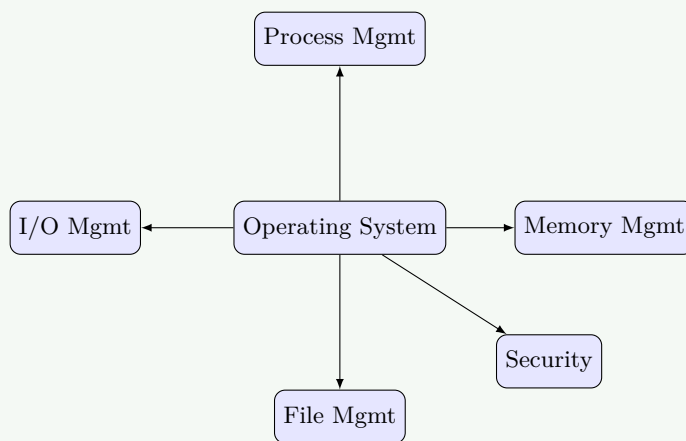 Process Mgmt
I/O Mgmt
Operating System
Memory Mgmt
Security
File Mgmt